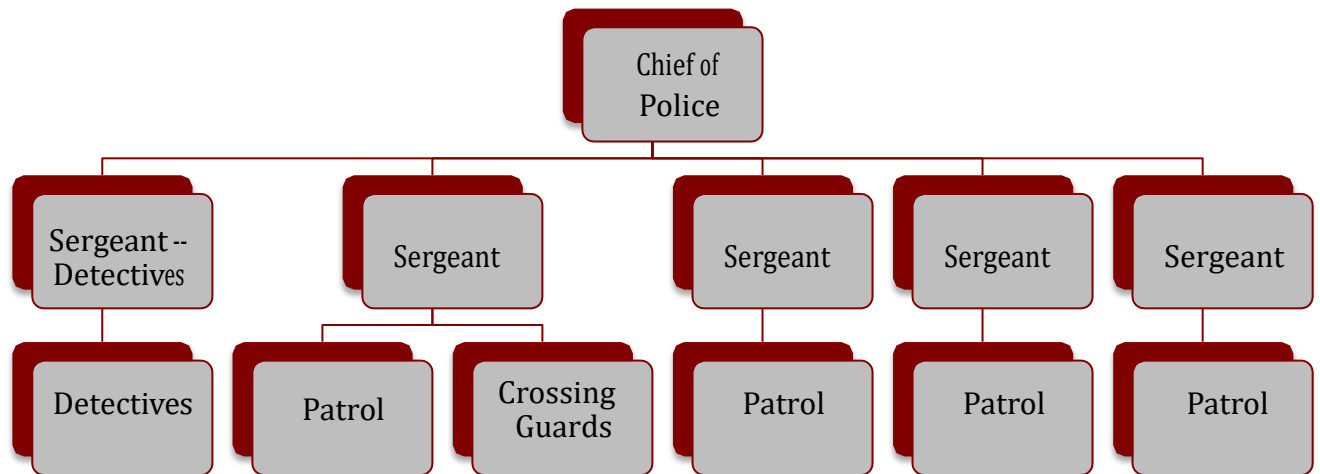 Chief of
Police
Sergeant --
Detectives
Sergeant
Sergeant
Sergeant
Sergeant
Detectives
Patrol
Crossing
Guards
Patrol
Patrol
Patrol